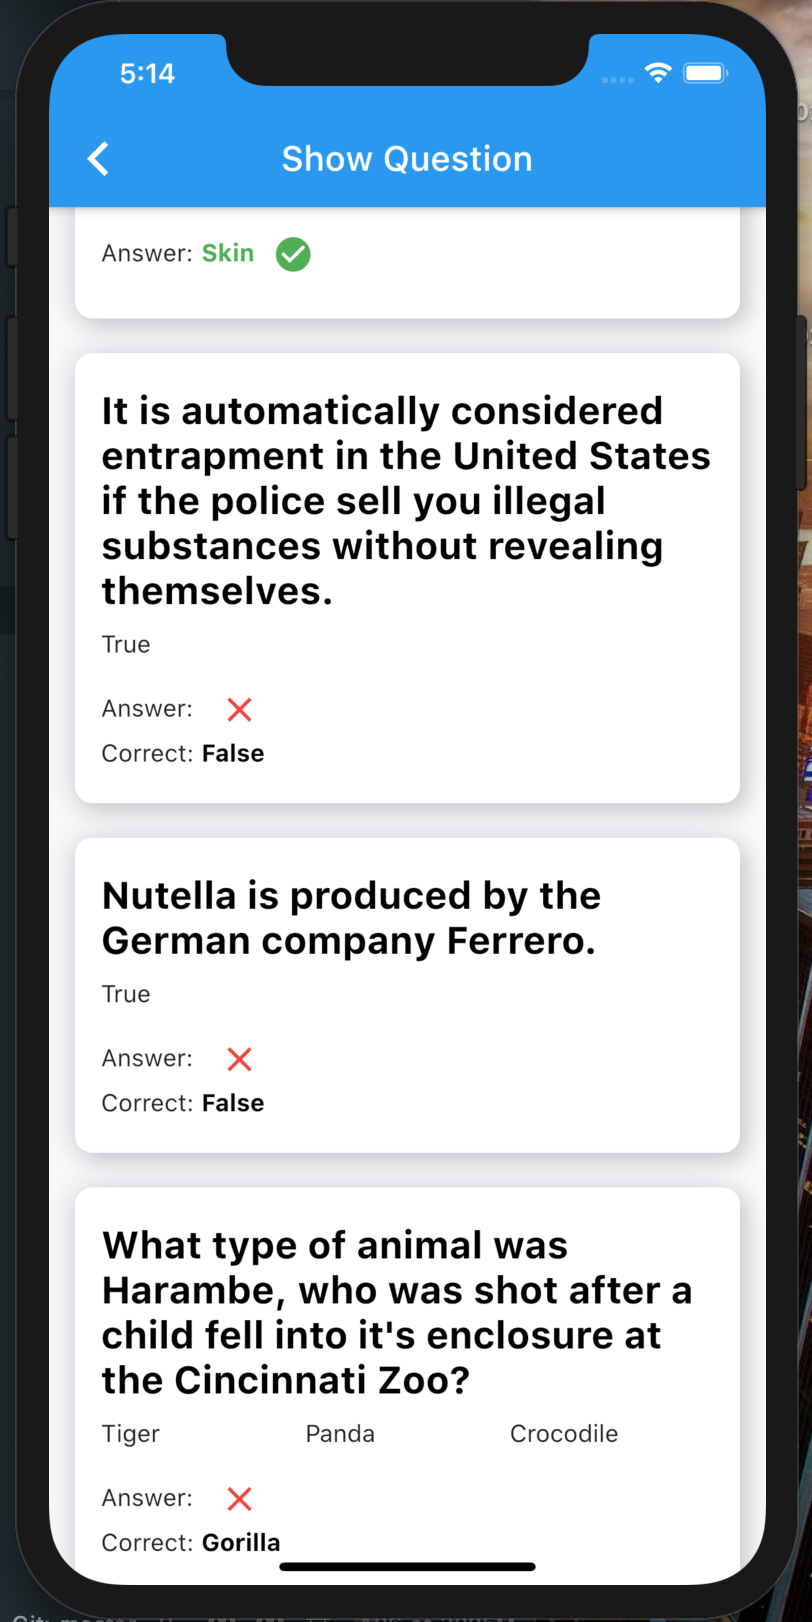 5:14
Show Question
Answer: Skin
It is automatically considered
entrapment in the United States
if the police sell you illegal
substances without revealing
themselves.
True
Answer:
Correct: False
Nutella is produced by the
German company Ferrero.
True
Answer:
Correct: False
What type of animal was
Harambe, who was shot after a
child fell into it's enclosure at
the Cincinnati Zoo?
Tiger Panda Crocodile
Answer:
Correct: Gorilla